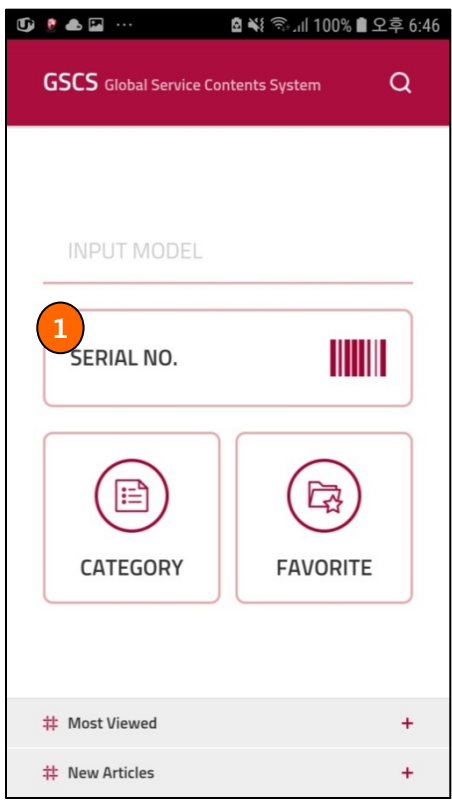 100% 오후 6:46
GSCS Global Service Contents System
INPUT MODEL
1
SERIAL NO.
CATEGORY
FAVORITE
# Most Viewed +
# New Articles +